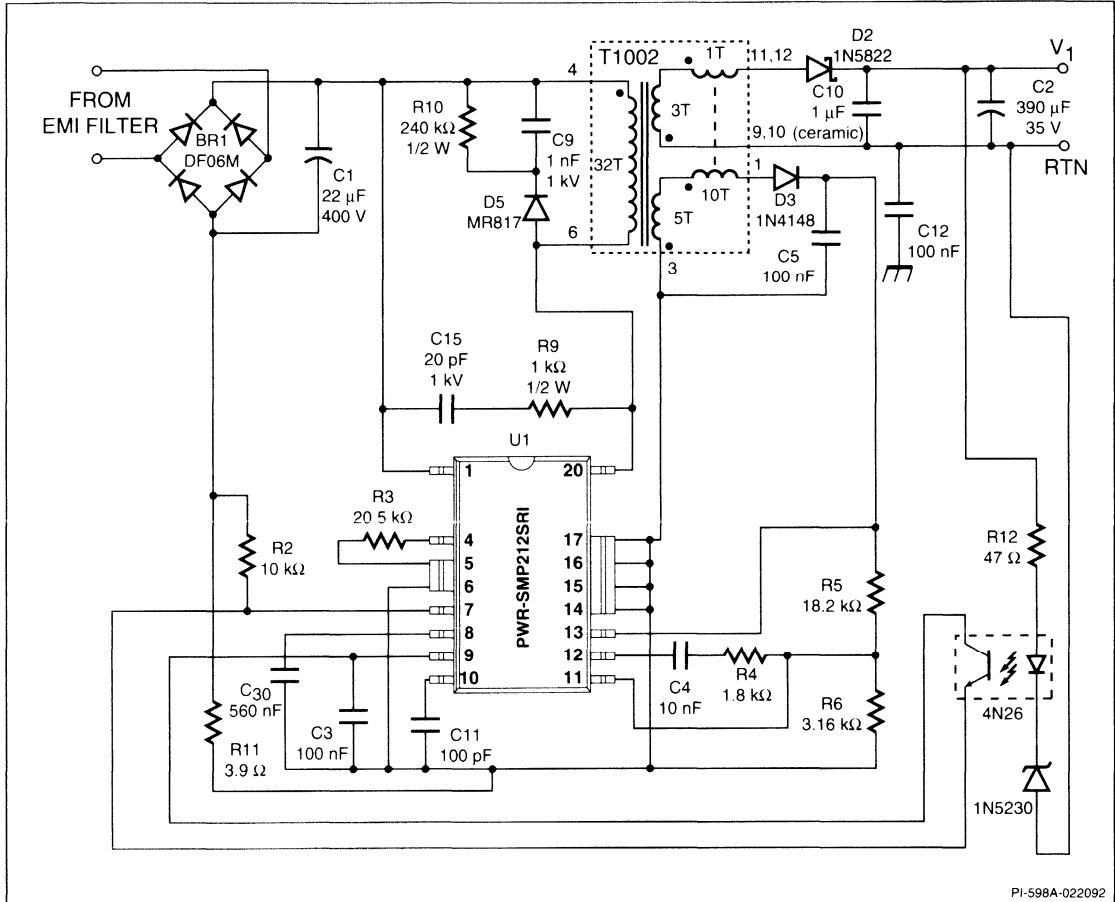 FROM
EMI FILTER
BR1
DF06M
C1
22 µF
400 V
R10
240 kΩ
1/2 W
C9
1 nF
1 kV
D5
MR817
4
6
T1002
32T
1T
3T
5T
10T
11,12
9,10 (ceramic)
1
3
D2
1N5822
C10
1 µF
V1
C2
390 µF
35 V
RTN
D3
1N4148
C5
100 nF
C12
100 nF
C15
20 pF
1 kV
R9
1 kΩ
1/2 W
U1
PWR-SMP212SRI
1
4
5
6
7
8
9
10
20
17
16
15
14
13
12
11
R3
20 5 kΩ
R2
10 kΩ
C30
560 nF
R11
3.9 Ω
C3
100 nF
C11
100 pF
C4
10 nF
R4
1.8 kΩ
R5
18.2 kΩ
R6
3.16 kΩ
R12
47 Ω
4N26
1N5230
PI-598A-022092